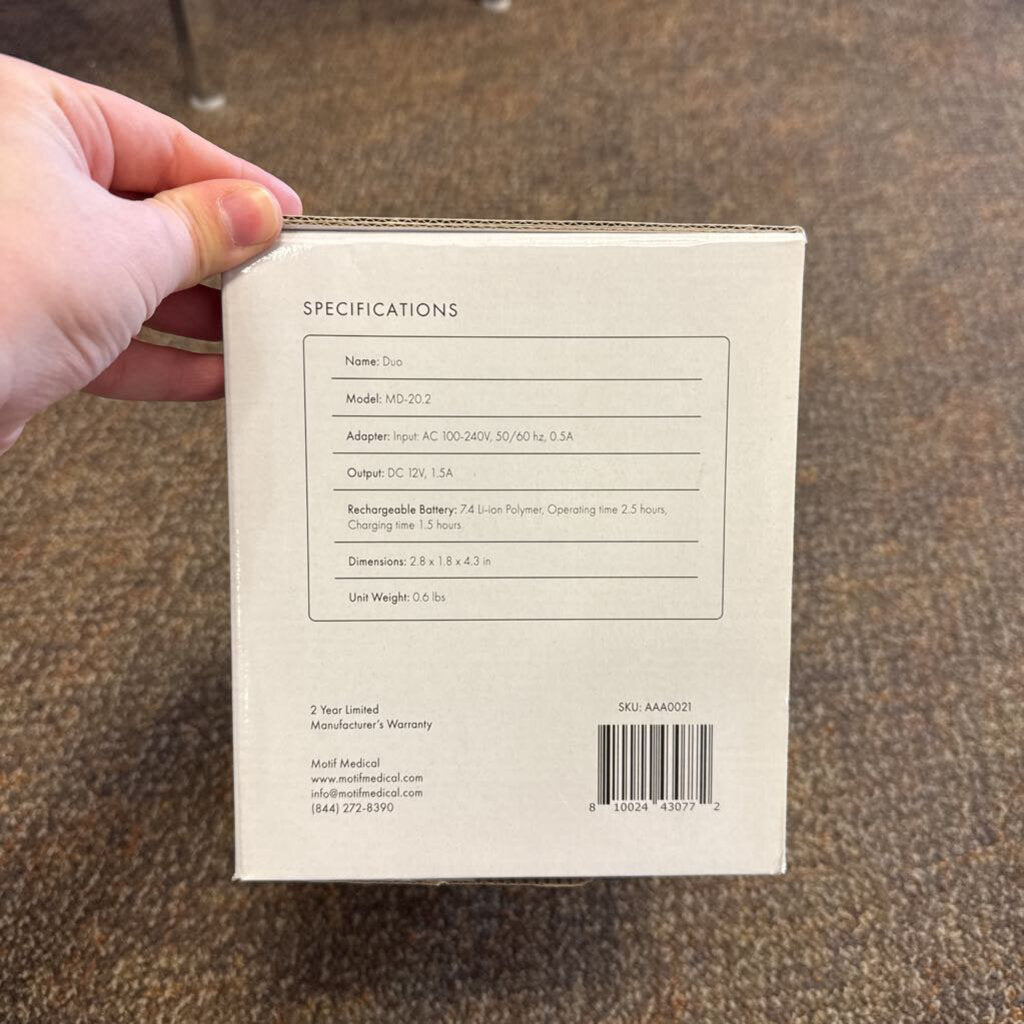 SPECIFICATIONS
Name: Duo
Model: MD-20.2
Adapter: Input: AC 100-240V, 50/60 hz, 0.5A
Output: DC 12V, 1.5A
Rechargeable Battery: 7.4 Li-ion Polymer, Operating time 2.5 hours,
Charging time 1.5 hours
Dimensions: 2.8 x 1.8 x 4.3 in
Unit Weight: 0.6 lbs
2 Year Limited
Manufacturer's Warranty
Motif Medical
www.motifmedical.com
info@motifmedical.com
(844) 272-8390
SKU: AAA0021
8 10024 43077 2